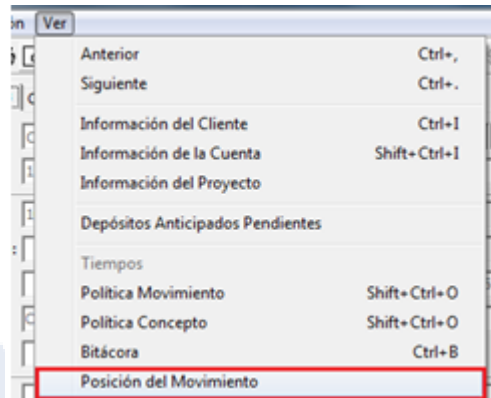 ón Ver
Anterior Ctrl+,
Siguiente Ctrl+.
Información del Cliente Ctrl+I
Información de la Cuenta Shift+Ctrl+I
Información del Proyecto
Depósitos Anticipados Pendientes
Tiempos
Política Movimiento Shift+Ctrl+O
Política Concepto Shift+Ctrl+O
Bitácora Ctrl+B
Posición del Movimiento